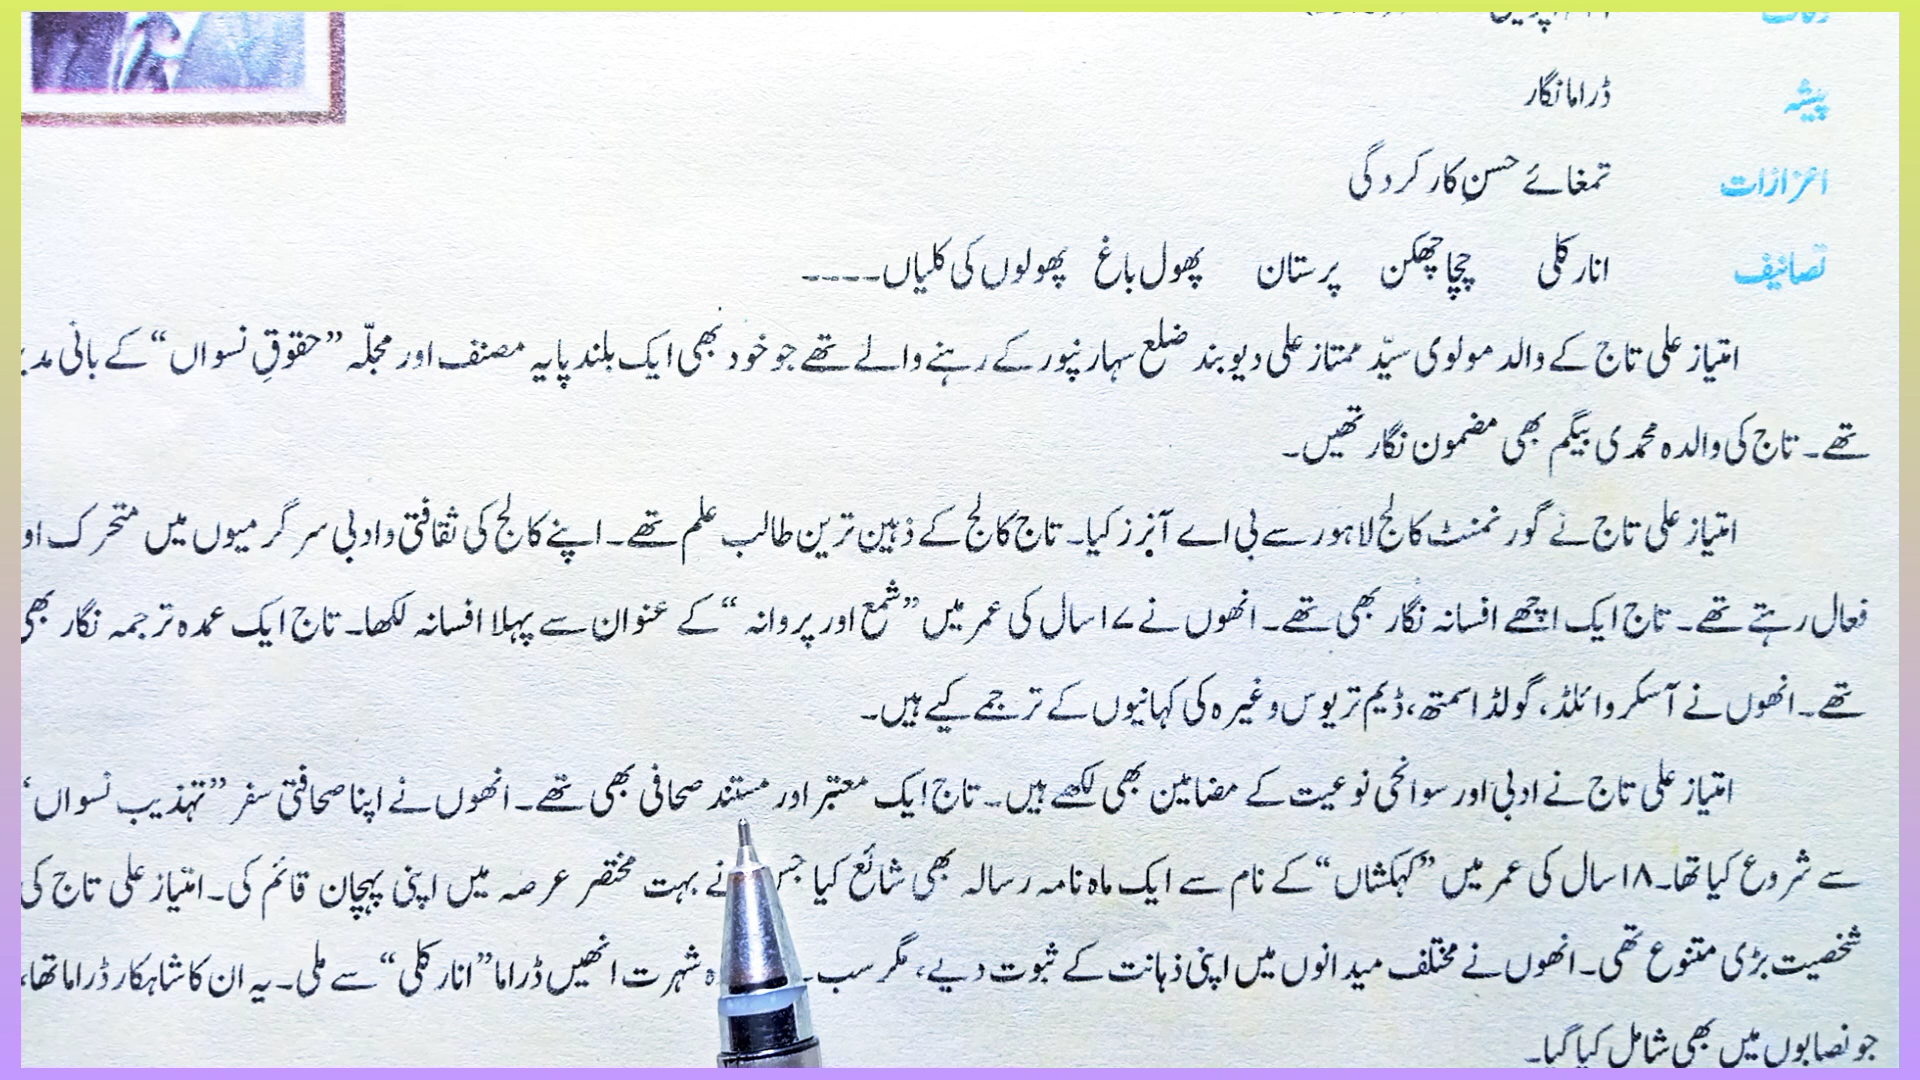 پیشہ ڈراما نگار
اعزازات تمغائے حسنِ کارکردگی
تصانیف انارکلی چچا چھکن پرستان پھول باغ پھولوں کی کلیاں۔۔۔۔
امتیاز علی تاج کے والد مولوی سیّد ممتاز علی دیوبند ضلع سہارنپور کے رہنے والے تھے جو خود بھی ایک بلند پایہ مصنف اور مجلّہ ”حقوقِ نسواں“ کے بانی
تھے۔ تاج کی والدہ محمدی بیگم بھی مضمون نگار تھیں۔
امتیاز علی تاج نے گورنمنٹ کالج لاہور سے بی اے آنرز کیا۔ تاج کالج کے ذہین ترین طالب علم تھے۔ اپنے کالج کی ثقافتی و ادبی سرگرمیوں میں متحرک
فعال رہتے تھے۔ تاج ایک اچھے افسانہ نگار بھی تھے۔ انھوں نے ۱۷ سال کی عمر میں ”شمع اور پروانہ“ کے عنوان سے پہلا افسانہ لکھا۔ تاج ایک عمدہ ترجمہ نگار بھی
تھے۔ انھوں نے آسکر وائلڈ، گولڈ اسمتھ، ڈیم تریوس وغیرہ کی کہانیوں کے ترجمے کیے ہیں۔
امتیاز علی تاج نے ادبی اور سوانحی نوعیت کے مضامین بھی لکھے ہیں۔ تاج ایک معتبر اور مستند صحافی بھی تھے۔ انھوں نے اپنا صحافتی سفر ”تہذیب نسواں“
سے شروع کیا تھا۔ ۱۸ سال کی عمر میں ”کہکشاں“ کے نام سے ایک ماہ نامہ رسالہ بھی شائع کیا جس نے بہت مختصر عرصہ میں اپنی پہچان قائم کی۔ امتیاز علی تاج کی
شخصیت بڑی متنوع تھی۔ انھوں نے مختلف میدانوں میں اپنی ذہانت کے ثبوت دیے، مگر سب شہرت انھیں ڈراما ”انارکلی“ سے ملی۔ یہ ان کا شاہکار ڈراما تھا،
جو نصابوں میں بھی شامل کیا گیا۔